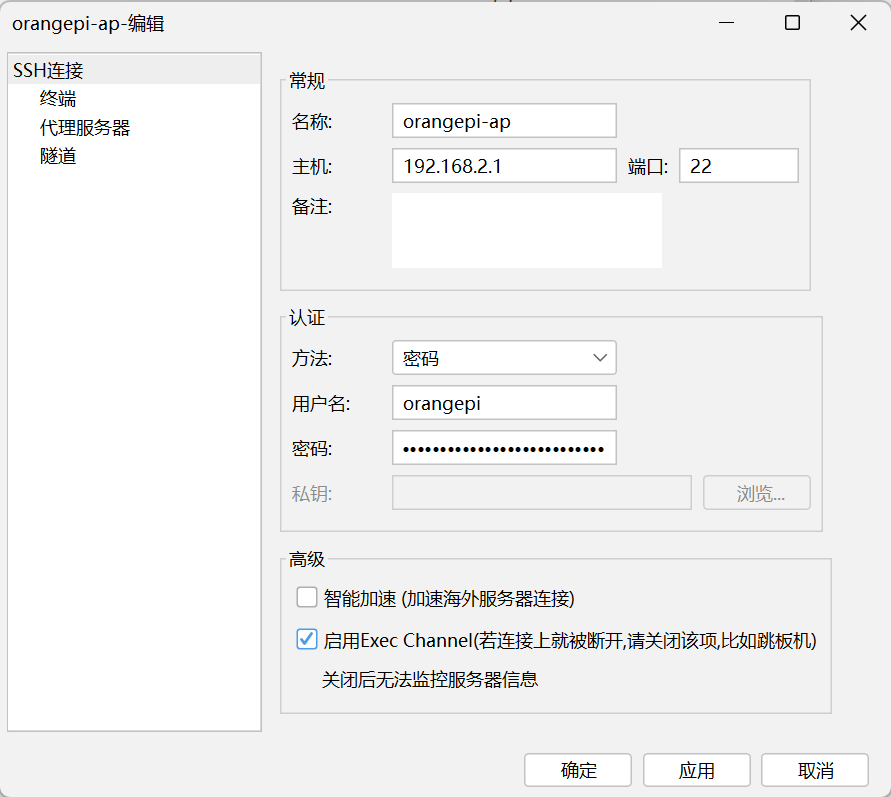 orangepi-ap-编辑
SSH连接
终端
代理服务器
隧道
常规
名称: orangepi-ap
主机: 192.168.2.1 端口: 22
备注:
认证
方法: 密码
用户名: orangepi
密码: •••••••••••••••••••••••••••
私钥: 浏览...
高级
智能加速 (加速海外服务器连接)
启用Exec Channel(若连接上就被断开,请关闭该项,比如跳板机)
关闭后无法监控服务器信息
确定 应用 取消